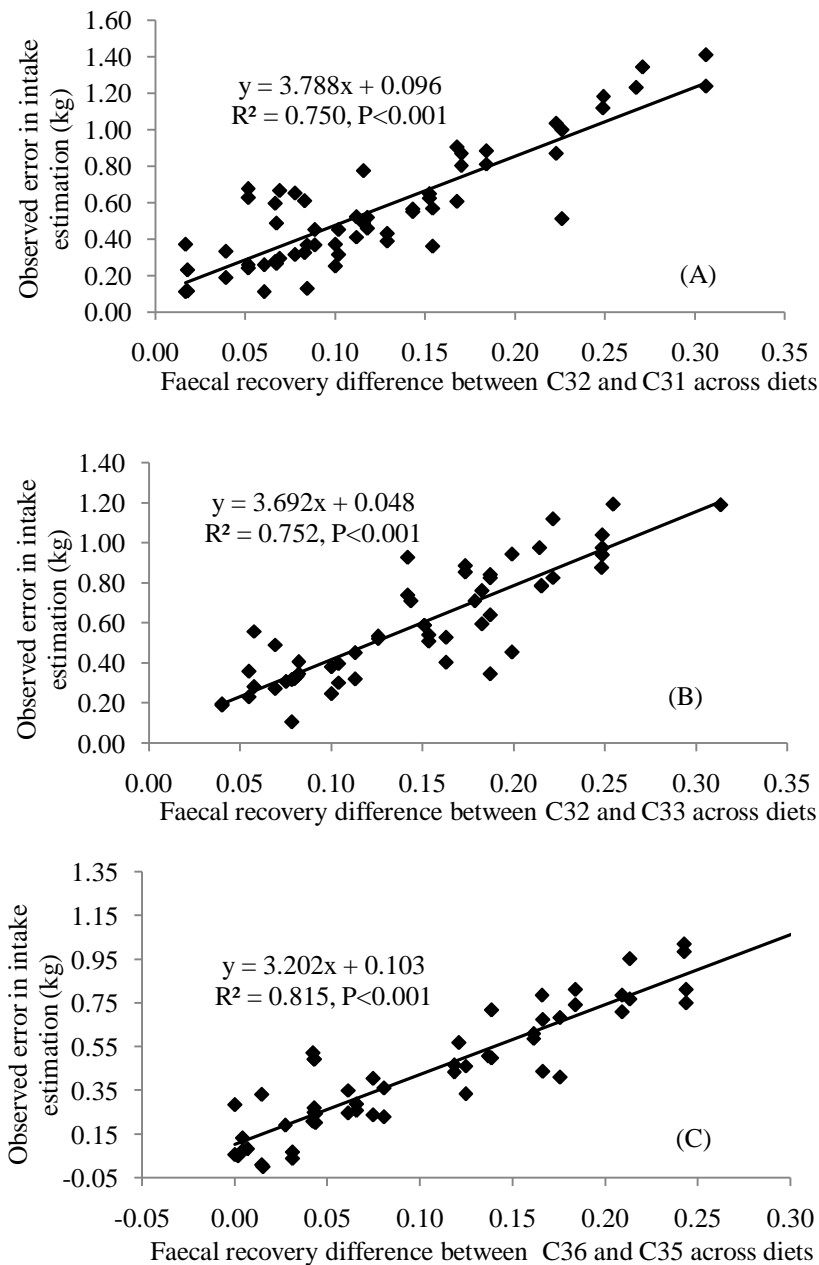 1.60
1.40
1.20
1.00
0.80
0.60
0.40
0.20
0.00
Observed error in intake
estimation (kg)
y = 3.788x + 0.096
R² = 0.750, P<0.001
(A)
0.00 0.05 0.10 0.15 0.20 0.25 0.30 0.35
Faecal recovery difference between C32 and C31 across diets
1.40
1.20
1.00
0.80
0.60
0.40
0.20
0.00
Observed error in intake
estimation (kg)
y = 3.692x + 0.048
R² = 0.752, P<0.001
(B)
0.00 0.05 0.10 0.15 0.20 0.25 0.30 0.35
Faecal recovery difference between C32 and C33 across diets
1.35
1.15
0.95
0.75
0.55
0.35
0.15
-0.05
Observed error in intake
estimation (kg)
y = 3.202x + 0.103
R² = 0.815, P<0.001
(C)
-0.05 0.00 0.05 0.10 0.15 0.20 0.25 0.30
Faecal recovery difference between C36 and C35 across diets